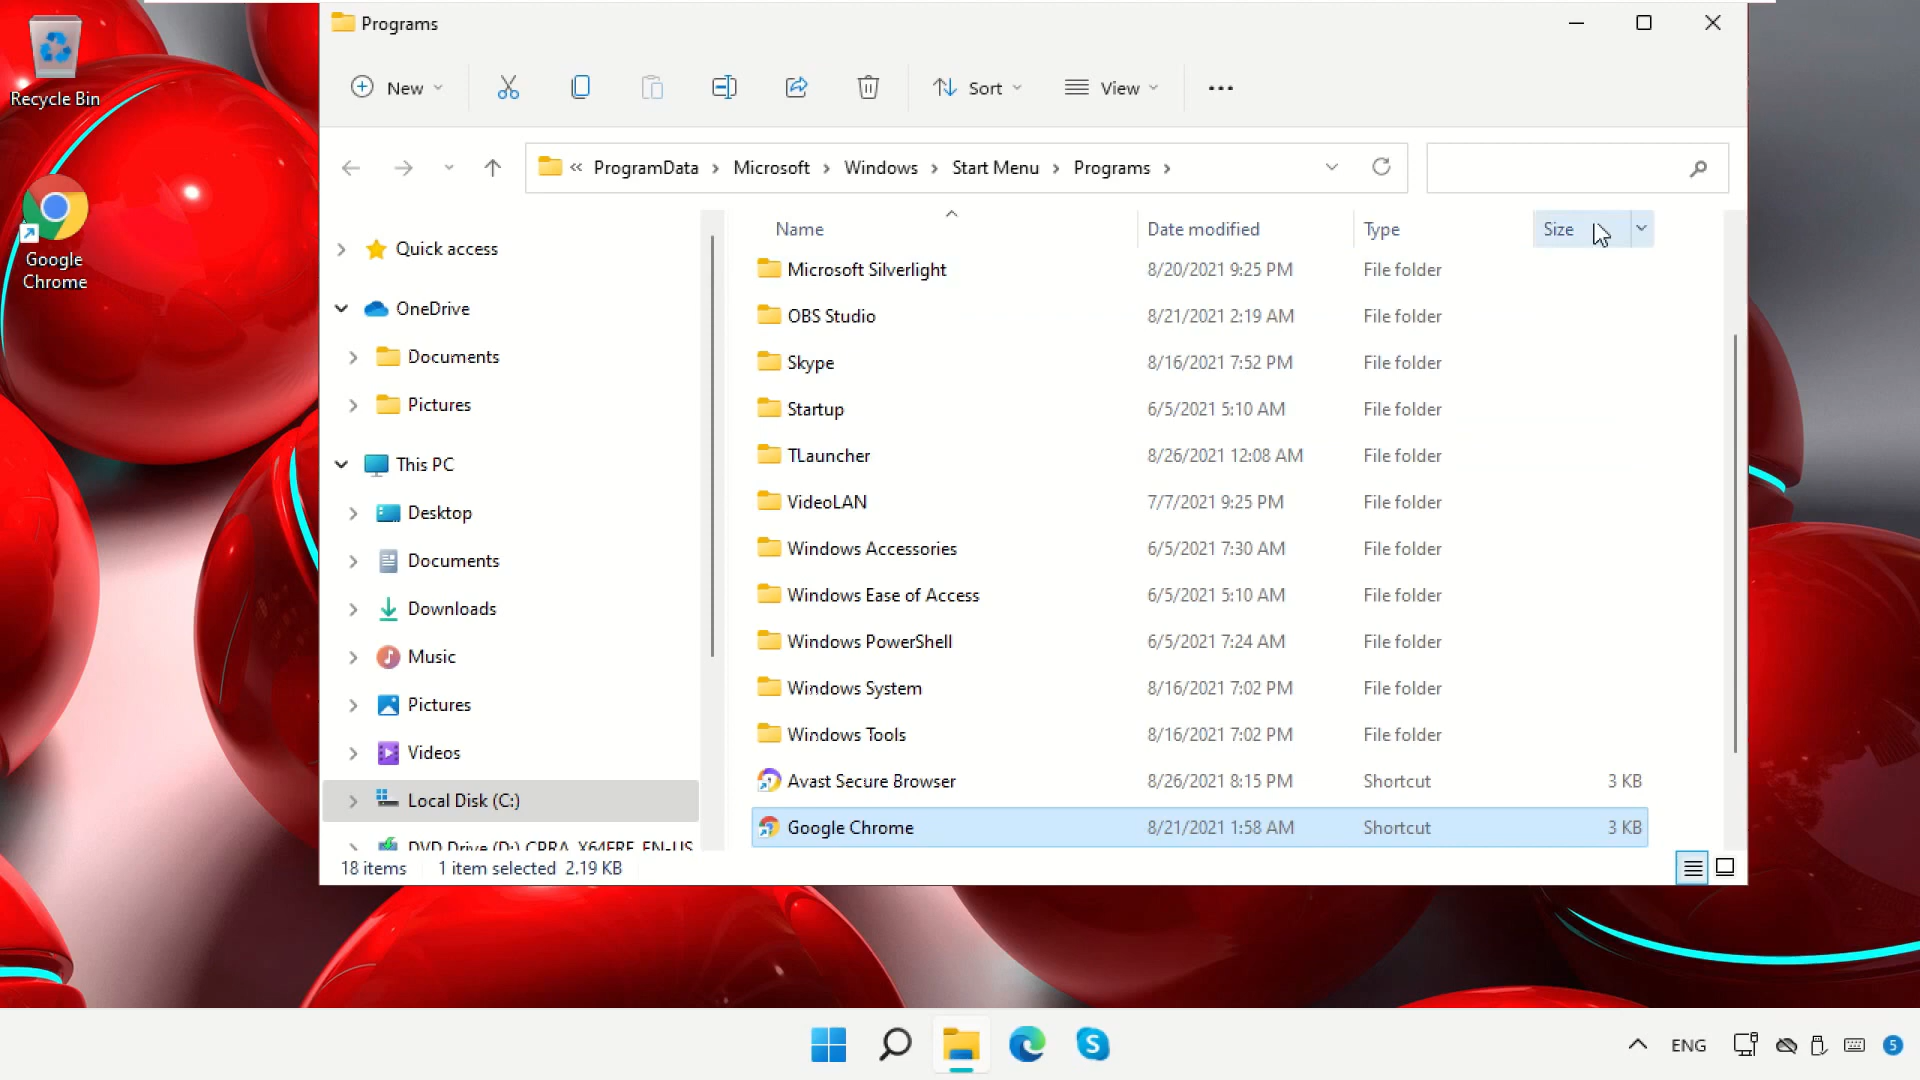 Recycle Bin
Google
Chrome
Programs
New
Sort
View
« ProgramData > Microsoft > Windows > Start Menu > Programs >
Quick access
OneDrive
Documents
Pictures
This PC
Desktop
Documents
Downloads
Music
Pictures
Videos
Local Disk (C:)
DVD Drive (D:) CPRA_X64FRE_EN-US
Name Date modified Type Size
Microsoft Silverlight 8/20/2021 9:25 PM File folder
OBS Studio 8/21/2021 2:19 AM File folder
Skype 8/16/2021 7:52 PM File folder
Startup 6/5/2021 5:10 AM File folder
TLauncher 8/26/2021 12:08 AM File folder
VideoLAN 7/7/2021 9:25 PM File folder
Windows Accessories 6/5/2021 7:30 AM File folder
Windows Ease of Access 6/5/2021 5:10 AM File folder
Windows PowerShell 6/5/2021 7:24 AM File folder
Windows System 8/16/2021 7:02 PM File folder
Windows Tools 8/16/2021 7:02 PM File folder
Avast Secure Browser 8/26/2021 8:15 PM Shortcut 3 KB
Google Chrome 8/21/2021 1:58 AM Shortcut 3 KB
18 items 1 item selected 2.19 KB
ENG 5